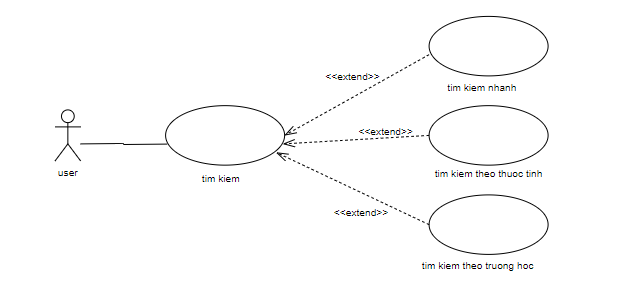 <<extend>>
tim kiem nhanh
<<extend>>
tim kiem theo thuoc tinh
user
tim kiem
<<extend>>
tim kiem theo truong hoc